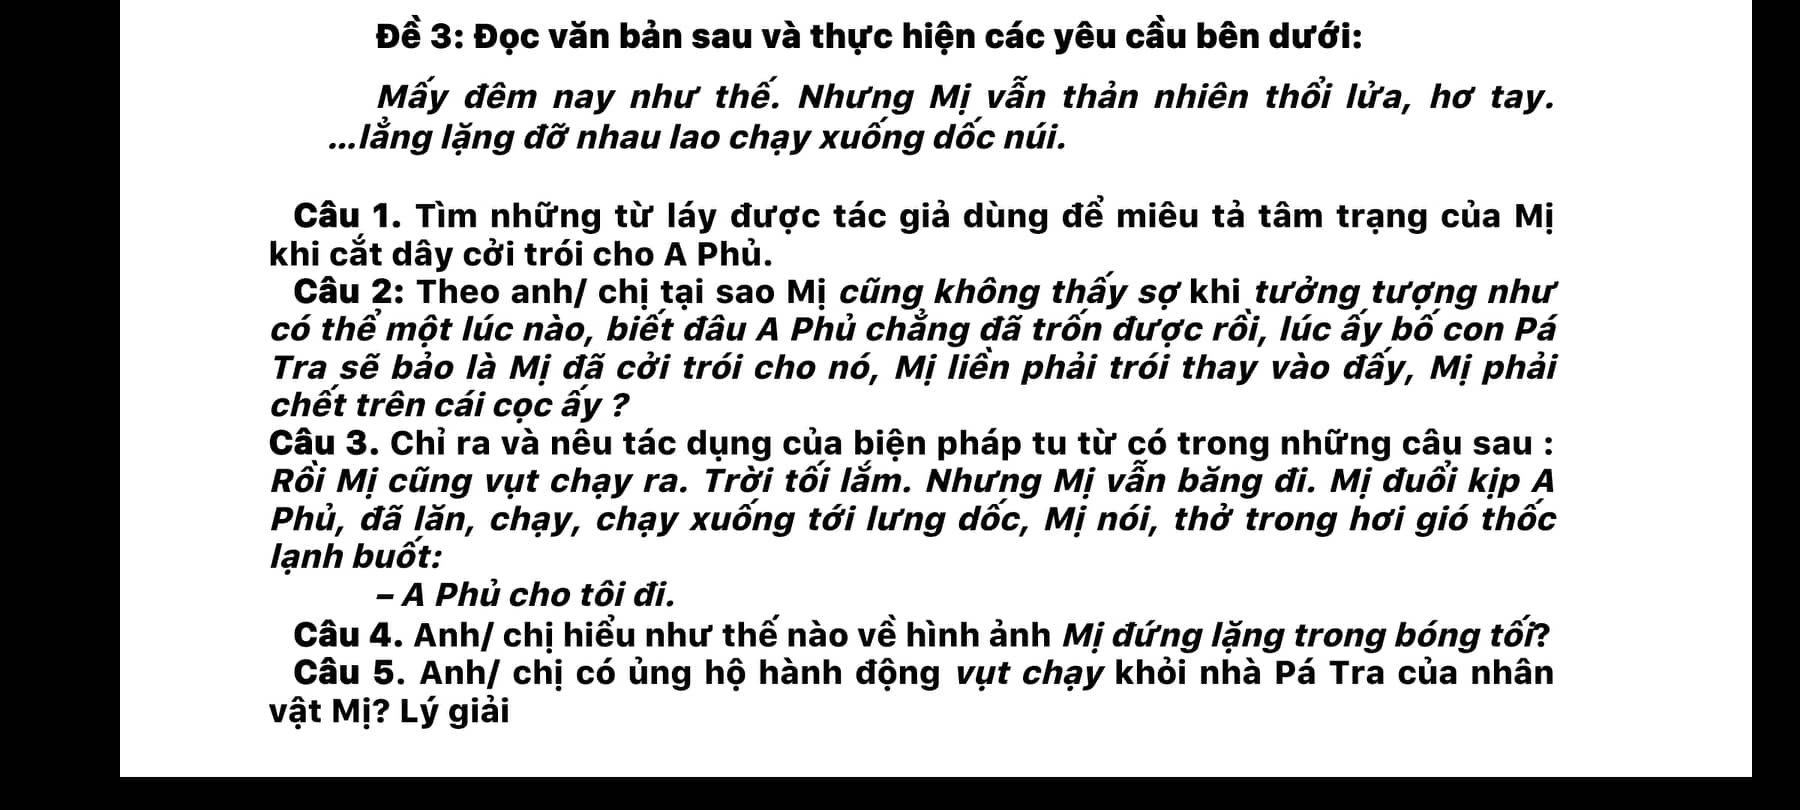 Đề 3: Đọc văn bản sau và thực hiện các yêu cầu bên dưới:
Mấy đêm nay như thế. Nhưng Mị vẫn thản nhiên thổi lửa, hơ tay.
...lẳng lặng đỡ nhau lao chạy xuống dốc núi.
Câu 1. Tìm những từ láy được tác giả dùng để miêu tả tâm trạng của Mị
khi cắt dây cởi trói cho A Phủ.
Câu 2: Theo anh/ chị tại sao Mị cũng không thấy sợ khi tưởng tượng như
có thể một lúc nào, biết đâu A Phủ chẳng đã trốn được rồi, lúc ấy bố con Pá
Tra sẽ bảo là Mị đã cởi trói cho nó, Mị liền phải trói thay vào đấy, Mị phải
chết trên cái cọc ấy ?
Câu 3. Chỉ ra và nêu tác dụng của biện pháp tu từ có trong những câu sau :
Rồi Mị cũng vụt chạy ra. Trời tối lắm. Nhưng Mị vẫn băng đi. Mị đuổi kịp A
Phủ, đã lăn, chạy, chạy xuống tới lưng dốc, Mị nói, thở trong hơi gió thốc
lạnh buốt:
– A Phủ cho tôi đi.
Câu 4. Anh/ chị hiểu như thế nào về hình ảnh Mị đứng lặng trong bóng tối?
Câu 5. Anh/ chị có ủng hộ hành động vụt chạy khỏi nhà Pá Tra của nhân
vật Mị? Lý giải